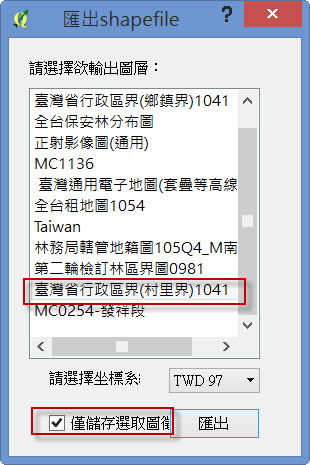 匯出shapefile
?
請選擇欲輸出圖層：
臺灣省行政區界(鄉鎮界)1041
全台保安林分布圖
正射影像圖(通用)
MC1136
臺灣通用電子地圖(套疊等高線
全台租地圖1054
Taiwan
林務局轄管地籍圖105Q4_M南
第二輪檢訂林區界圖0981
臺灣省行政區界(村里界)1041
MC0254-發祥段
請選擇坐標系 TWD 97
僅儲存選取圖徵 匯出